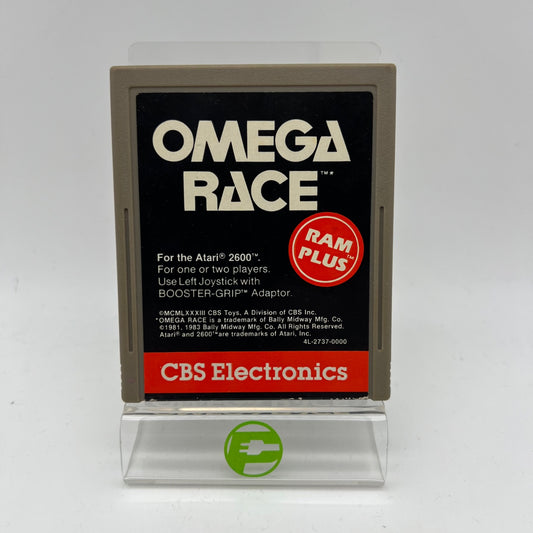 OMEGA
RACE™*
RAM
PLUS™
For the Atari® 2600™.
For one or two players.
Use Left Joystick with
BOOSTER-GRIP™ Adaptor.
©MCMLXXXIII CBS Toys, A Division of CBS Inc.
*OMEGA RACE is a trademark of Bally Midway Mfg. Co.
©1981, 1983 Bally Midway Mfg. Co. All Rights Reserved.
Atari® and 2600™are trademarks of Atari, Inc.
4L-2737-0000
CBS Electronics